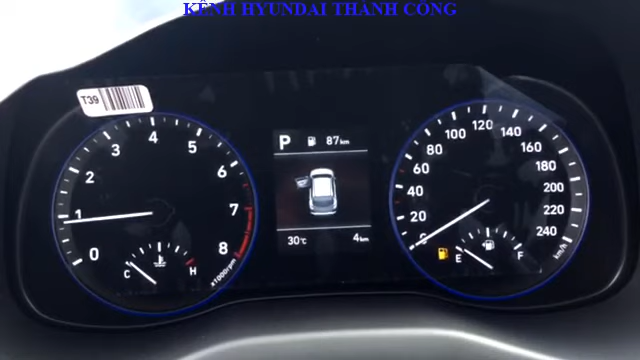 KÊNH HYUNDAI THÀNH CÔNG
T39
0 1 2 3 4 5 6 7 8
x1000rpm
C H
P 87km
30°C 4km
0 20 40 60 80 100 120 140 160 180 200 220 240
km/h
E F